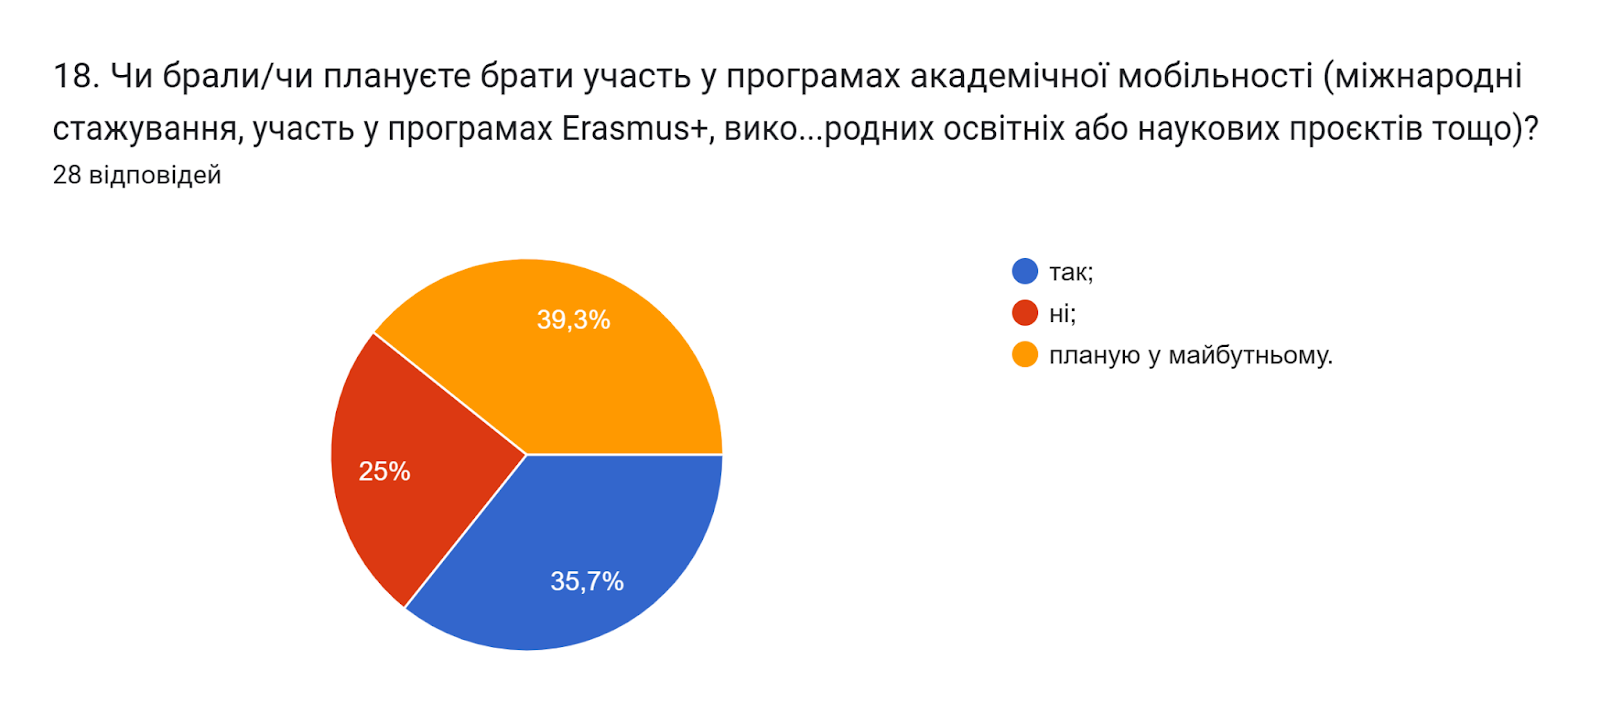 18. Чи брали/чи плануєте брати участь у програмах академічної мобільності (міжнародні
стажування, участь у програмах Erasmus+, вико...родних освітніх або наукових проєктів тощо)?
28 відповідей
так;
ні;
планую у майбутньому.
39,3%
25%
35,7%